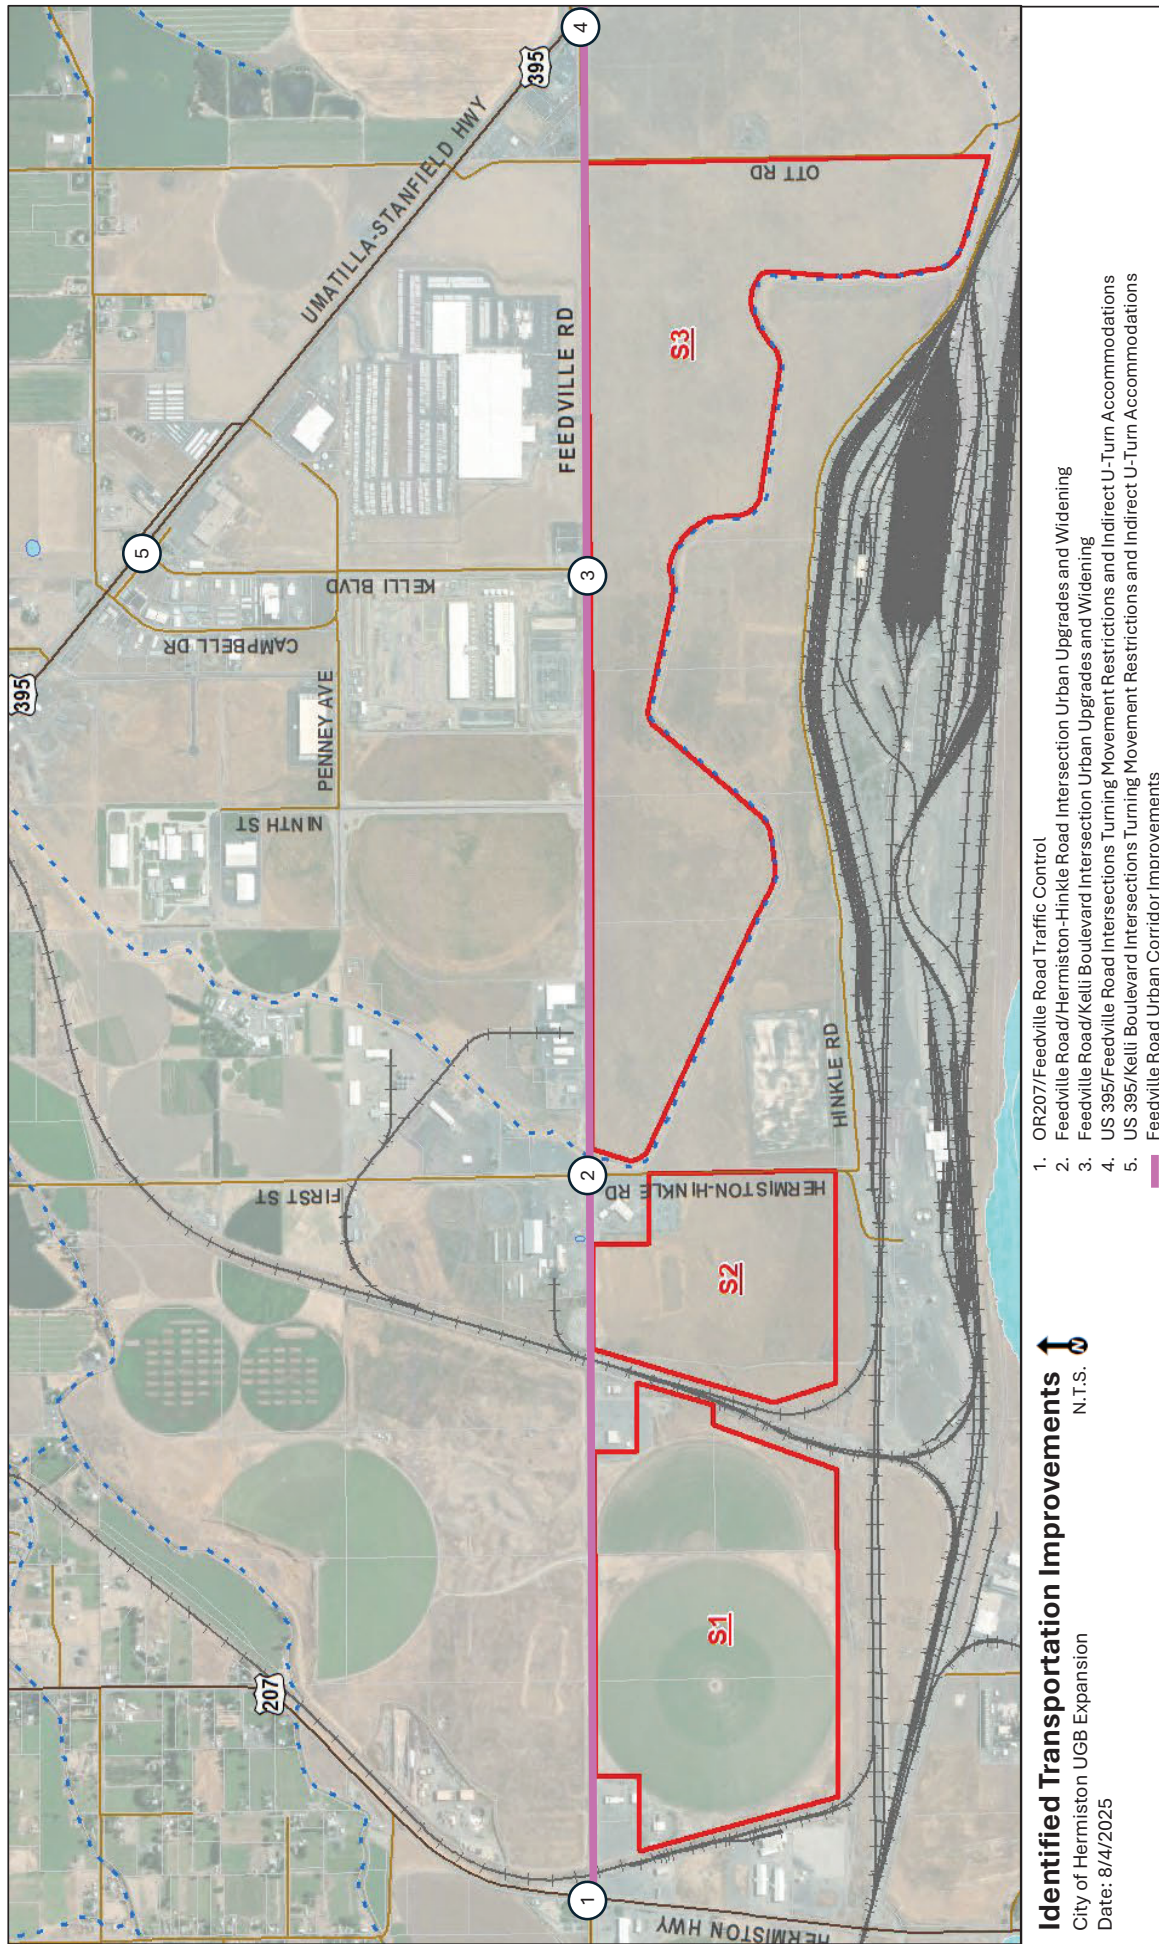 395
UMATILLA-STANFIELD HWY
395
4
5
KELLI BLVD
CAMPBELL DR
PENNEY AVE
NINTH ST
FEEDVILLE RD
OTT RD
3
S3
FIRST ST
2
HERMISTON-HINKLE RD
HINKLE RD
S2
207
S1
1
HERMISTON HWY
Identified Transportation Improvements
City of Hermiston UGB Expansion
Date: 8/4/2025
N.T.S.
N
1. OR207/Feedville Road Traffic Control
2. Feedville Road/Hermiston-Hinkle Road Intersection Urban Upgrades and Widening
3. Feedville Road/Kelli Boulevard Intersection Urban Upgrades and Widening
4. US 395/Feedville Road Intersections Turning Movement Restrictions and Indirect U-Turn Accommodations
5. US 395/Kelli Boulevard Intersections Turning Movement Restrictions and Indirect U-Turn Accommodations
Feedville Road Urban Corridor Improvements